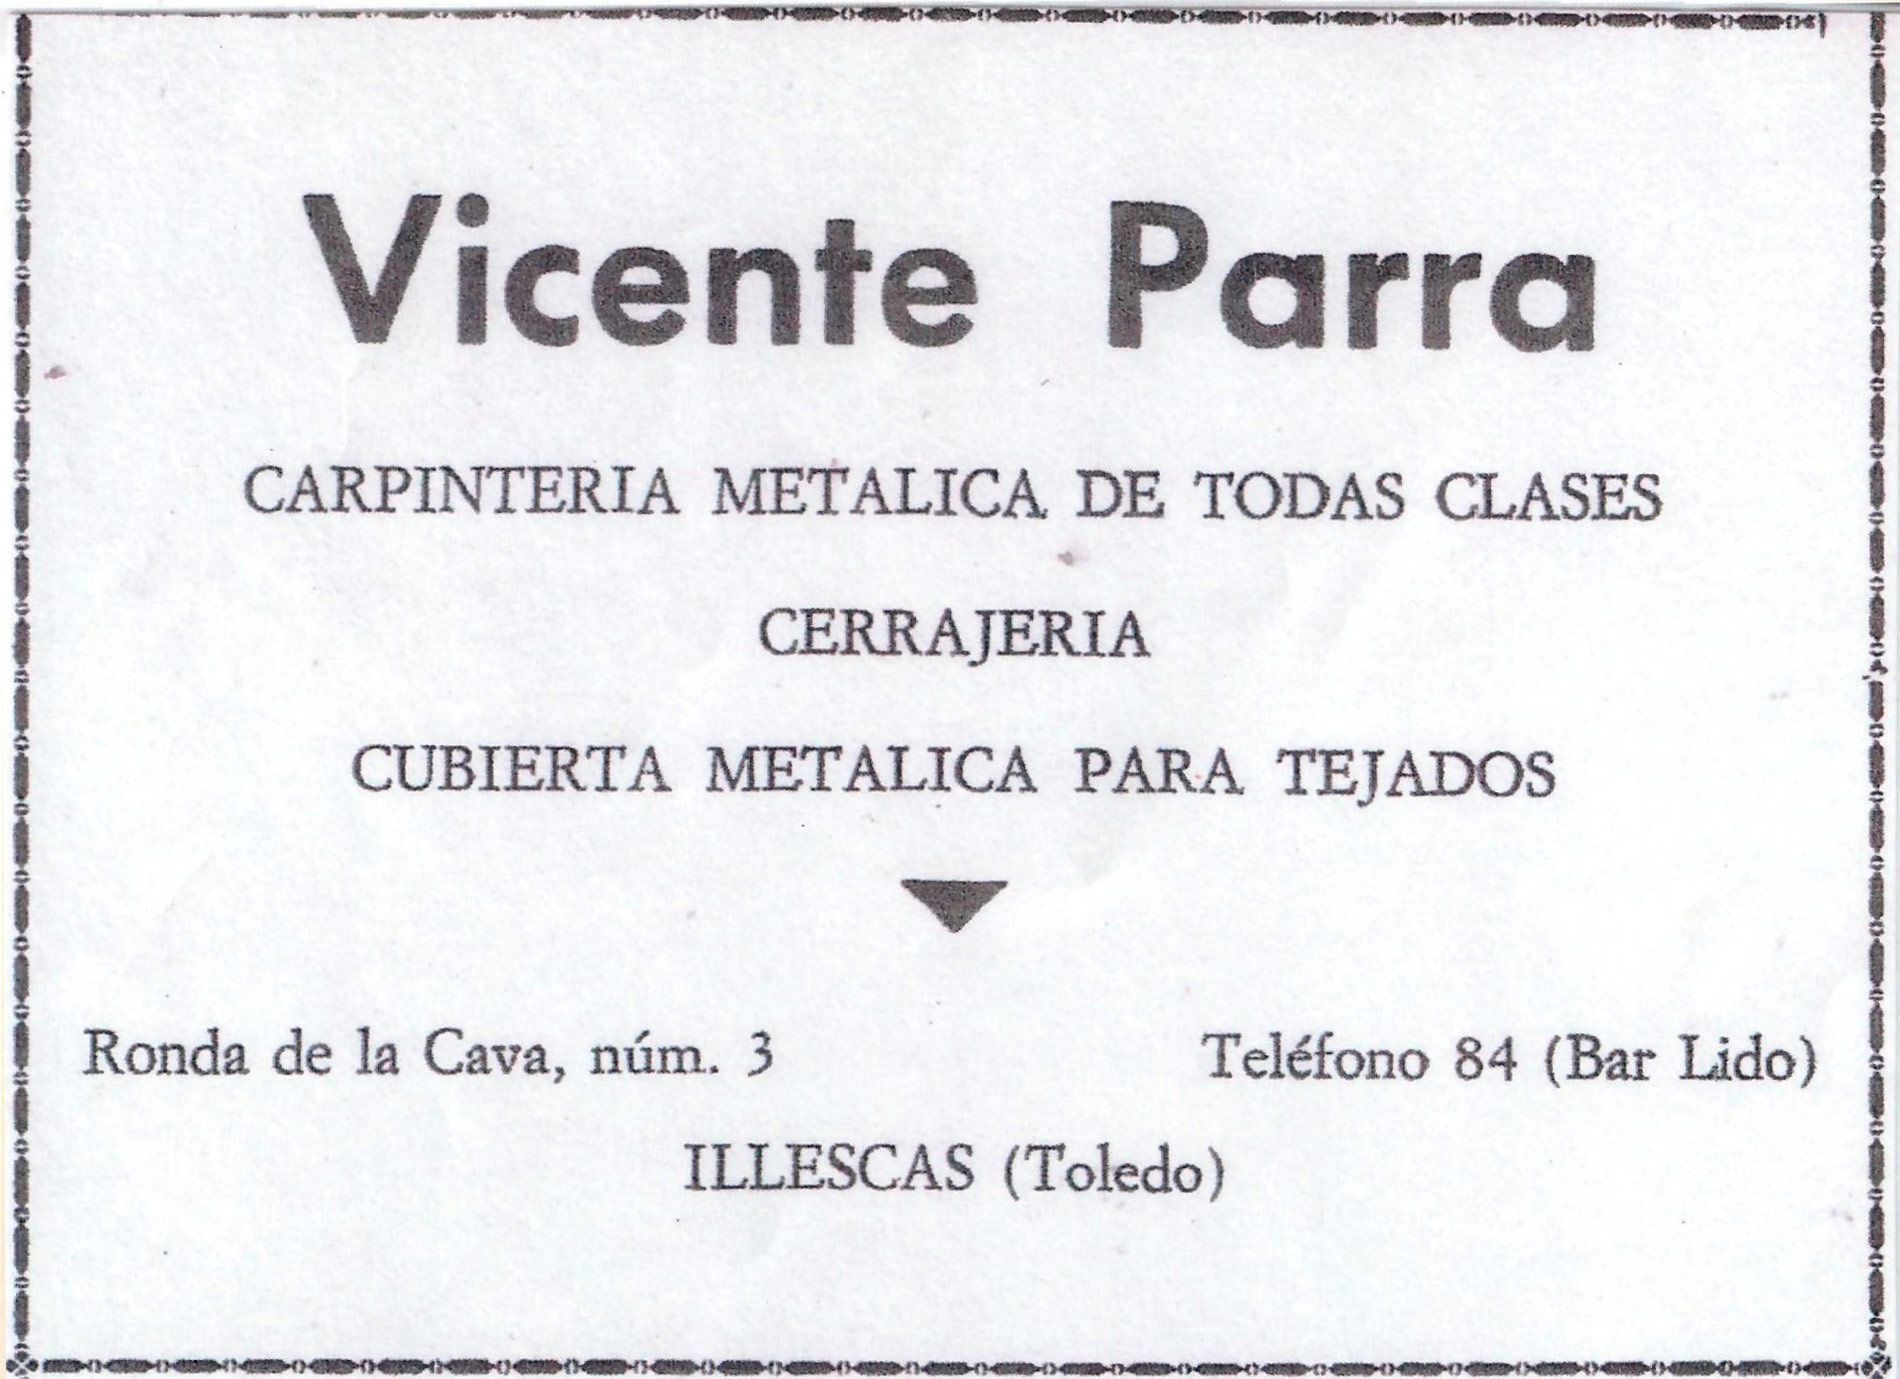 Vicente Parra
CARPINTERIA METALICA DE TODAS CLASES
CERRAJERIA
CUBIERTA METALICA PARA TEJADOS
Ronda de la Cava, núm. 3 Teléfono 84 (Bar Lido)
ILLESCAS (Toledo)